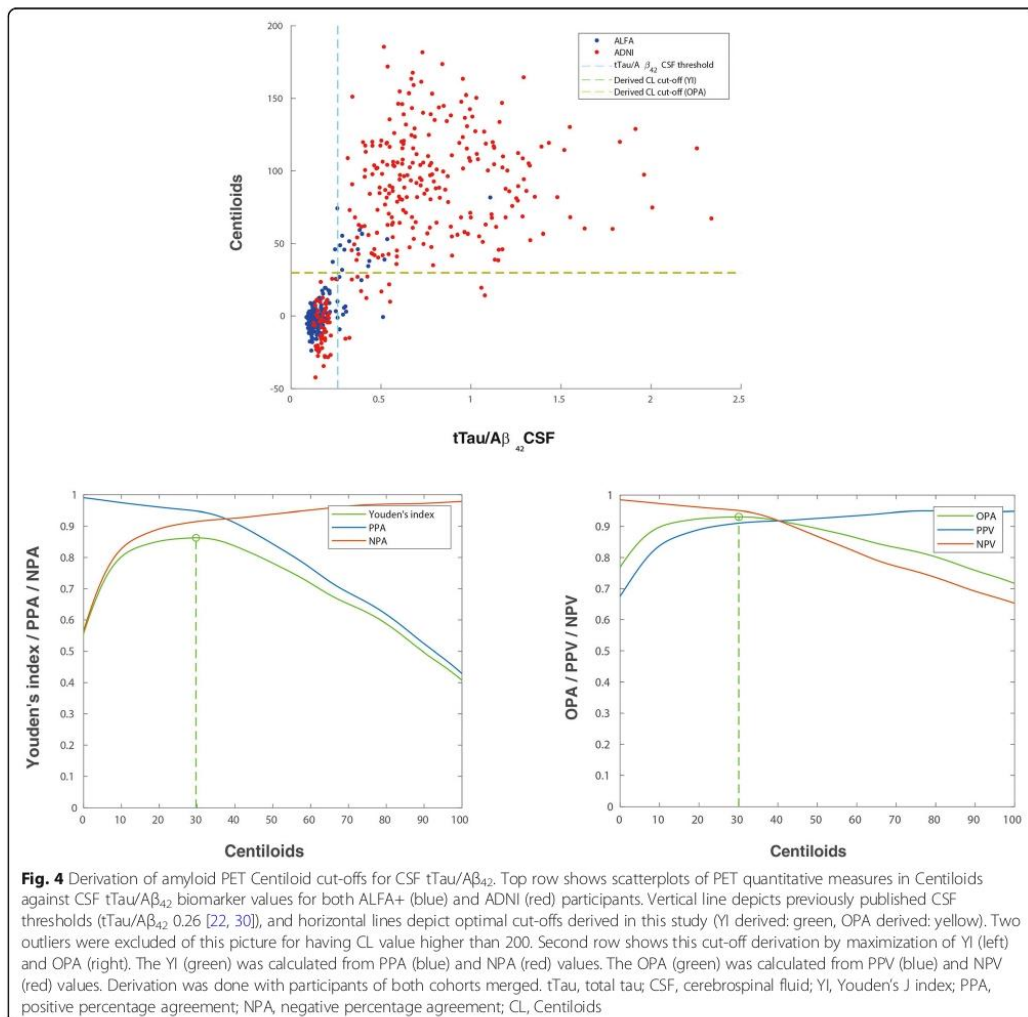 200
150
100
50
0
-50
Centiloids
ALFA
ADNI
tTau/A β42 CSF threshold
Derived CL cut-off (YI)
Derived CL cut-off (OPA)
0 0.5 1 1.5 2 2.5
tTau/Aβ 42CSF
1
0.9
0.8
0.7
0.6
0.5
0.4
0.3
0.2
0.1
0
Youden's index / PPA / NPA
Youden's index
PPA
NPA
0 10 20 30 40 50 60 70 80 90 100
Centiloids
1
0.9
0.8
0.7
0.6
0.5
0.4
0.3
0.2
0.1
0
OPA / PPV / NPV
OPA
PPV
NPV
0 10 20 30 40 50 60 70 80 90 100
Centiloids
Fig. 4 Derivation of amyloid PET Centiloid cut-offs for CSF tTau/Aβ42. Top row shows scatterplots of PET quantitative measures in Centiloids
against CSF tTau/Aβ42 biomarker values for both ALFA+ (blue) and ADNI (red) participants. Vertical line depicts previously published CSF
thresholds (tTau/Aβ42 0.26 [22, 30]), and horizontal lines depict optimal cut-offs derived in this study (YI derived: green, OPA derived: yellow). Two
outliers were excluded of this picture for having CL value higher than 200. Second row shows this cut-off derivation by maximization of YI (left)
and OPA (right). The YI (green) was calculated from PPA (blue) and NPA (red) values. The OPA (green) was calculated from PPV (blue) and NPV
(red) values. Derivation was done with participants of both cohorts merged. tTau, total tau; CSF, cerebrospinal fluid; YI, Youden's J index; PPA,
positive percentage agreement; NPA, negative percentage agreement; CL, Centiloids